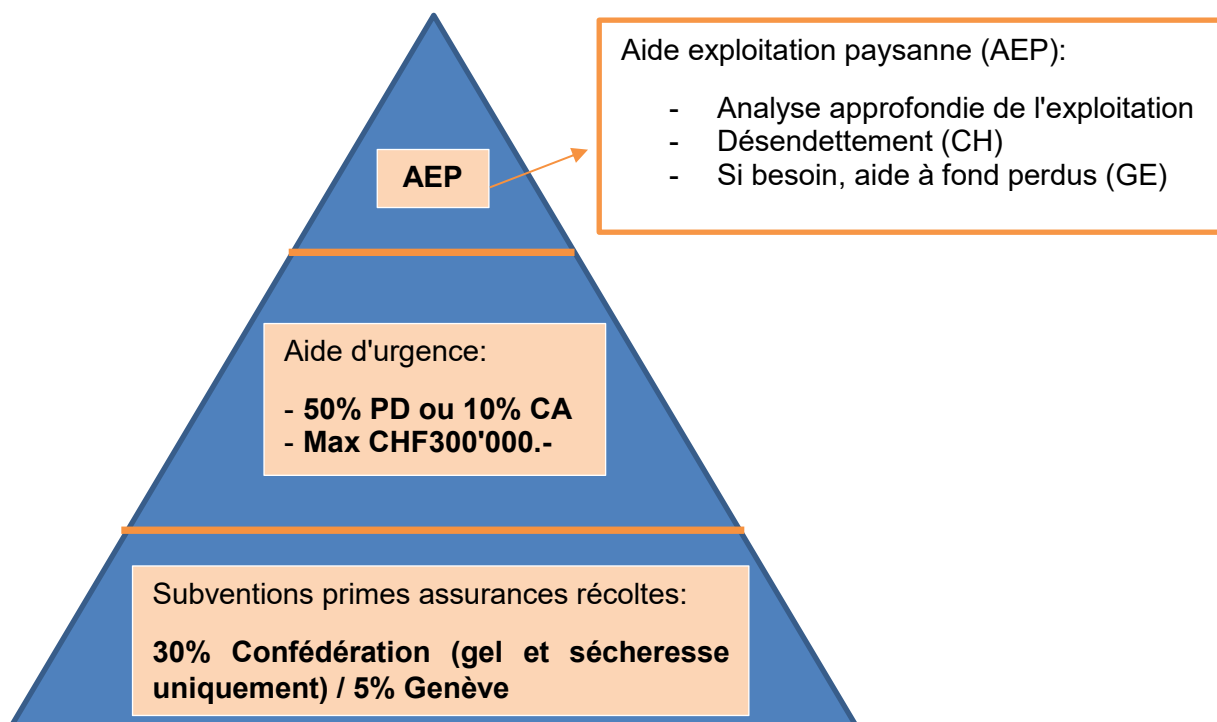 Aide exploitation paysanne (AEP):
- Analyse approfondie de l'exploitation
- Désendettement (CH)
- Si besoin, aide à fond perdus (GE)
AEP
Aide d'urgence:
- 50% PD ou 10% CA
- Max CHF300'000.-
Subventions primes assurances récoltes:
30% Confédération (gel et sécheresse
uniquement) / 5% Genève